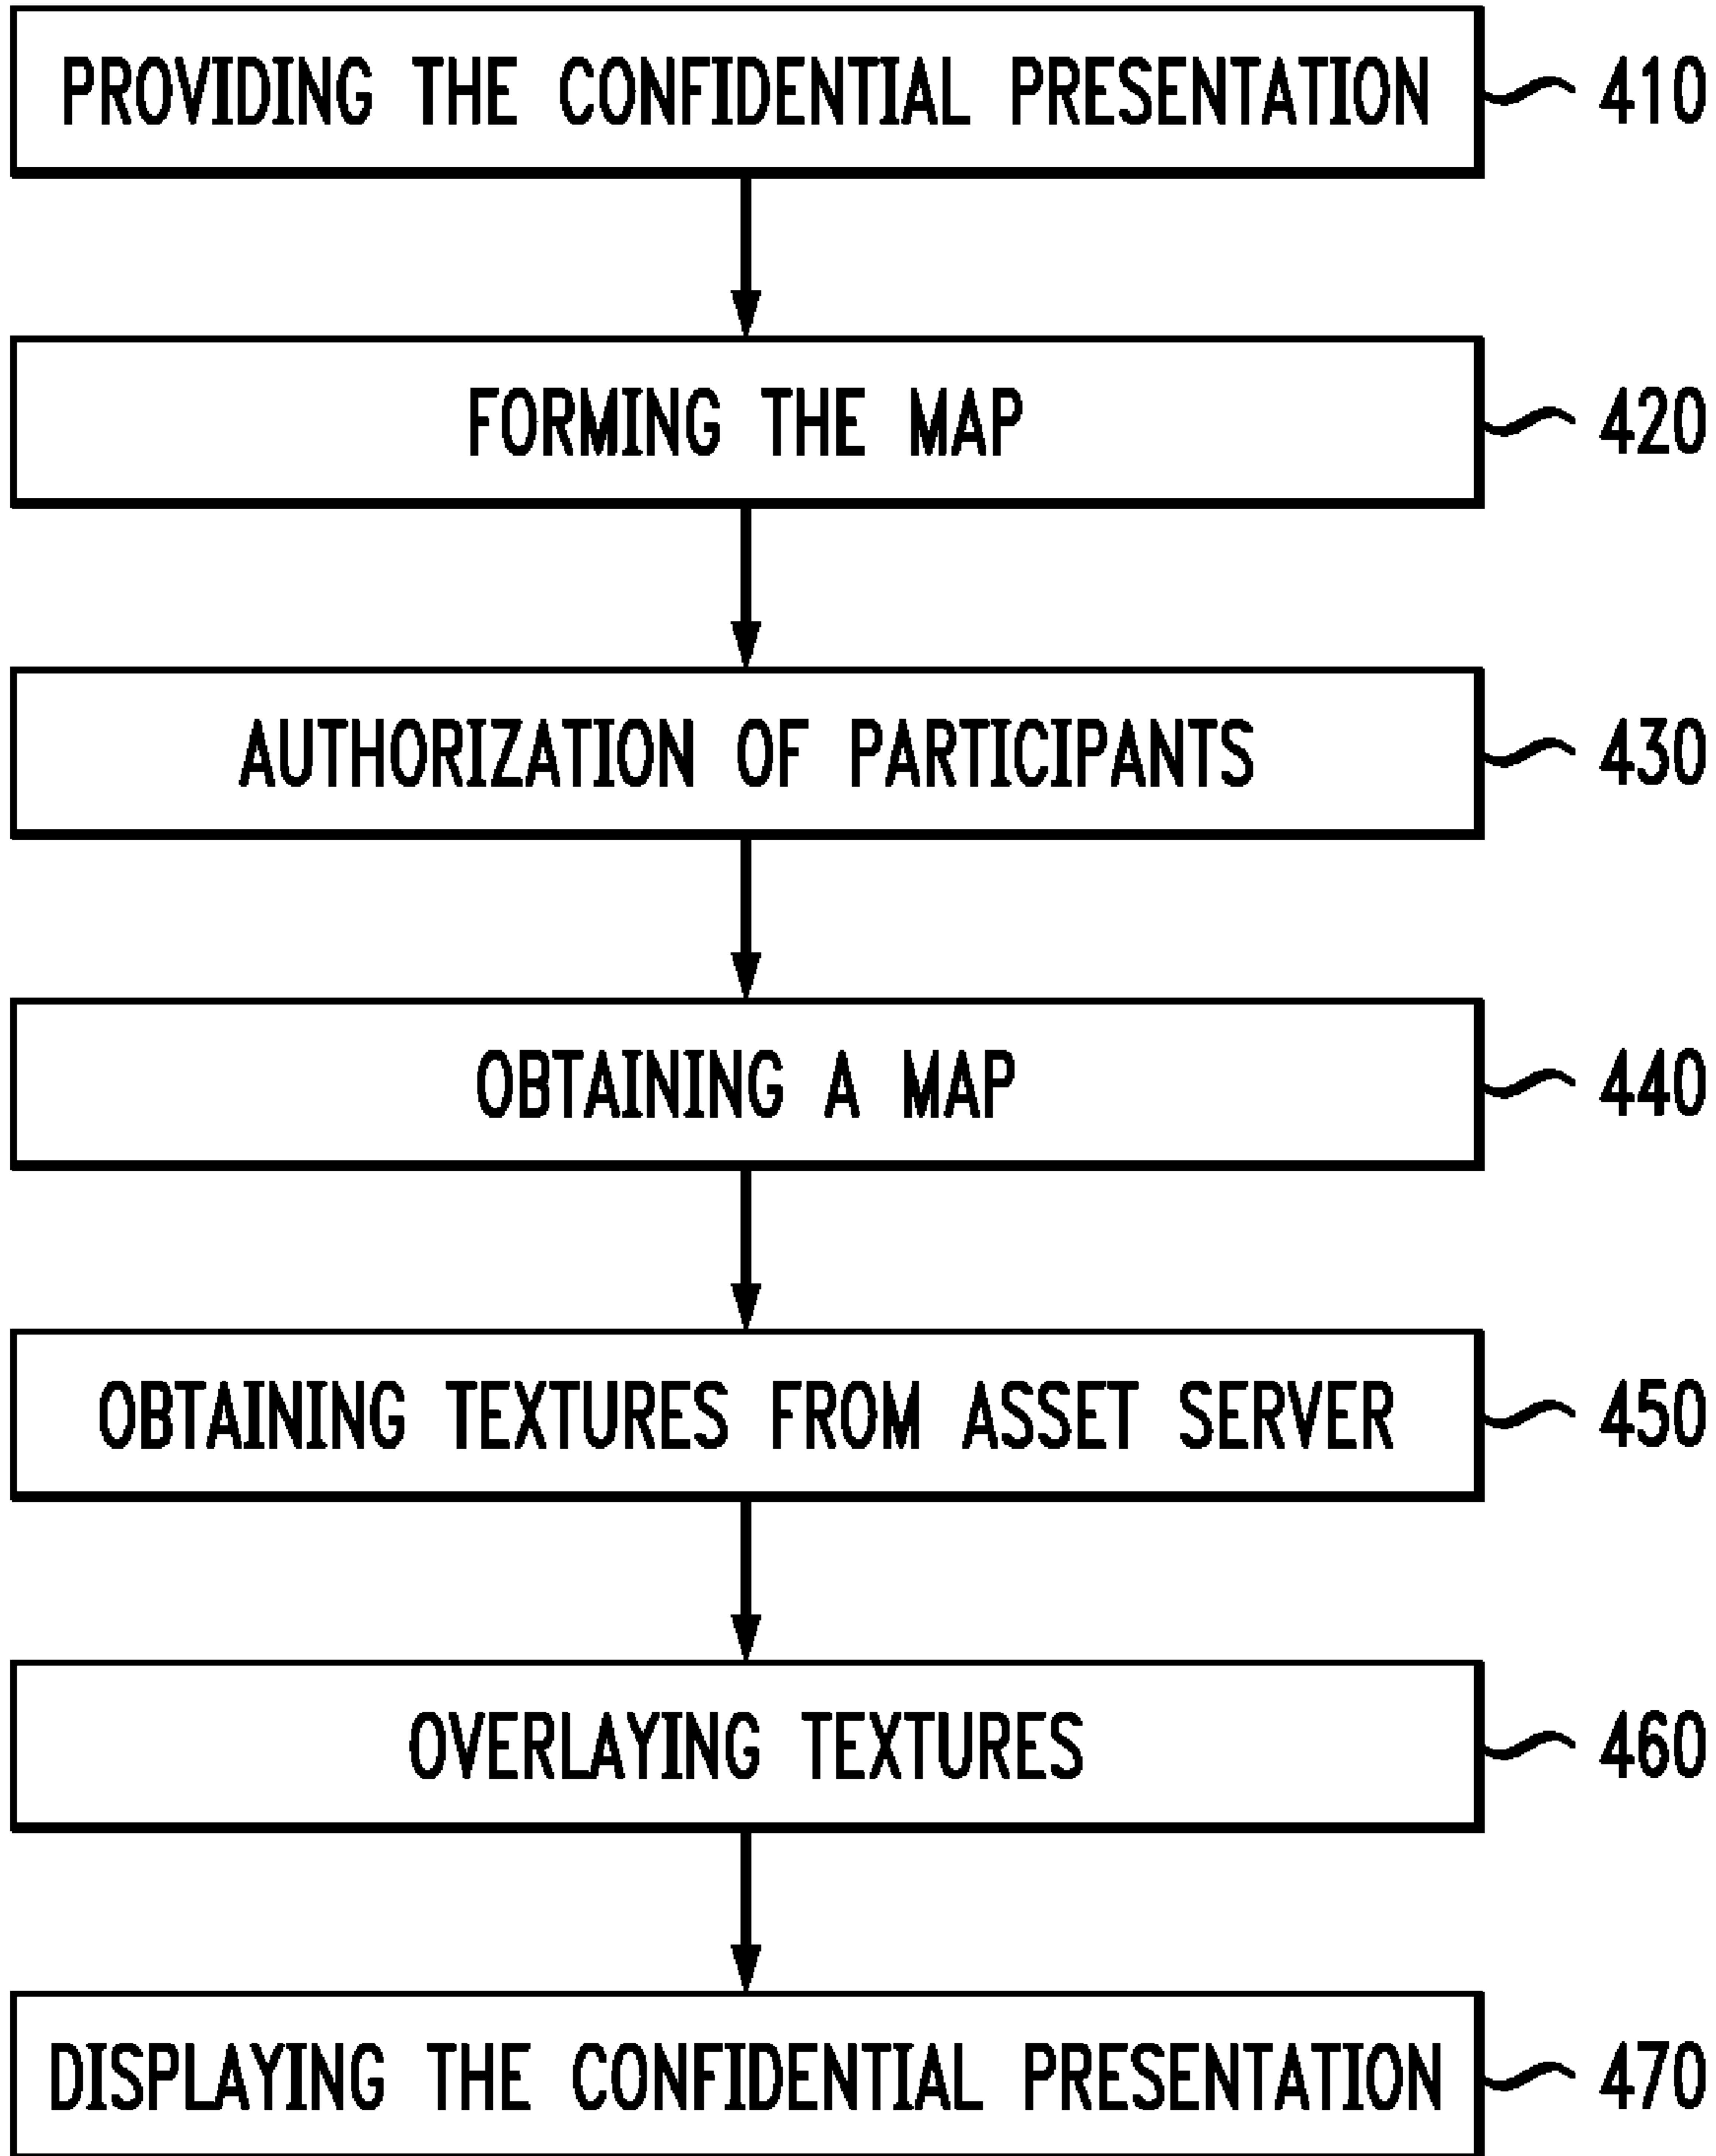 PROVIDING THE CONFIDENTIAL PRESENTATION 410
FORMING THE MAP 420
AUTHORIZATION OF PARTICIPANTS 430
OBTAINING A MAP 440
OBTAINING TEXTURES FROM ASSET SERVER 450
OVERLAYING TEXTURES 460
DISPLAYING THE CONFIDENTIAL PRESENTATION 470